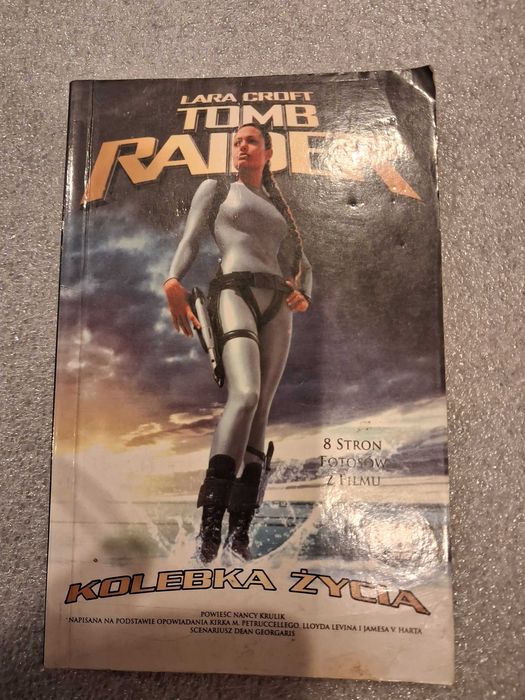 LARA CROFT
TOMB
RAIDER
8 STRON
FOTOSÓW
Z FILMU
KOLEBKA ŻYCIA
POWIEŚĆ NANCY KRULIK
NAPISANA NA PODSTAWIE OPOWIADANIA KIRKA M. PETRUCCELLEGO, LLOYDA LEVINA I JAMESA V. HARTA
SCENARIUSZ DEAN GEORGARIS